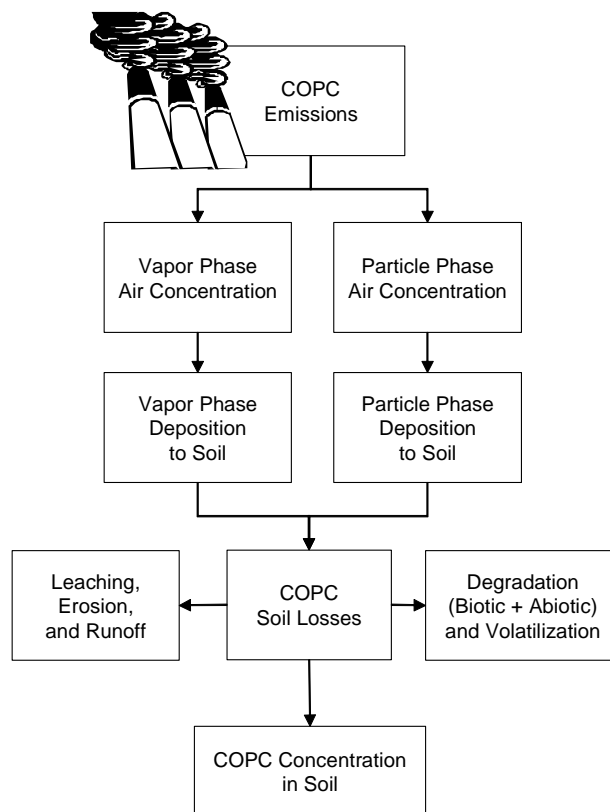 COPC
Emissions
Vapor Phase
Air Concentration
Particle Phase
Air Concentration
Vapor Phase
Deposition
to Soil
Particle Phase
Deposition
to Soil
Leaching,
Erosion,
and Runoff
COPC
Soil Losses
Degradation
(Biotic + Abiotic)
and Volatilization
COPC Concentration
in Soil